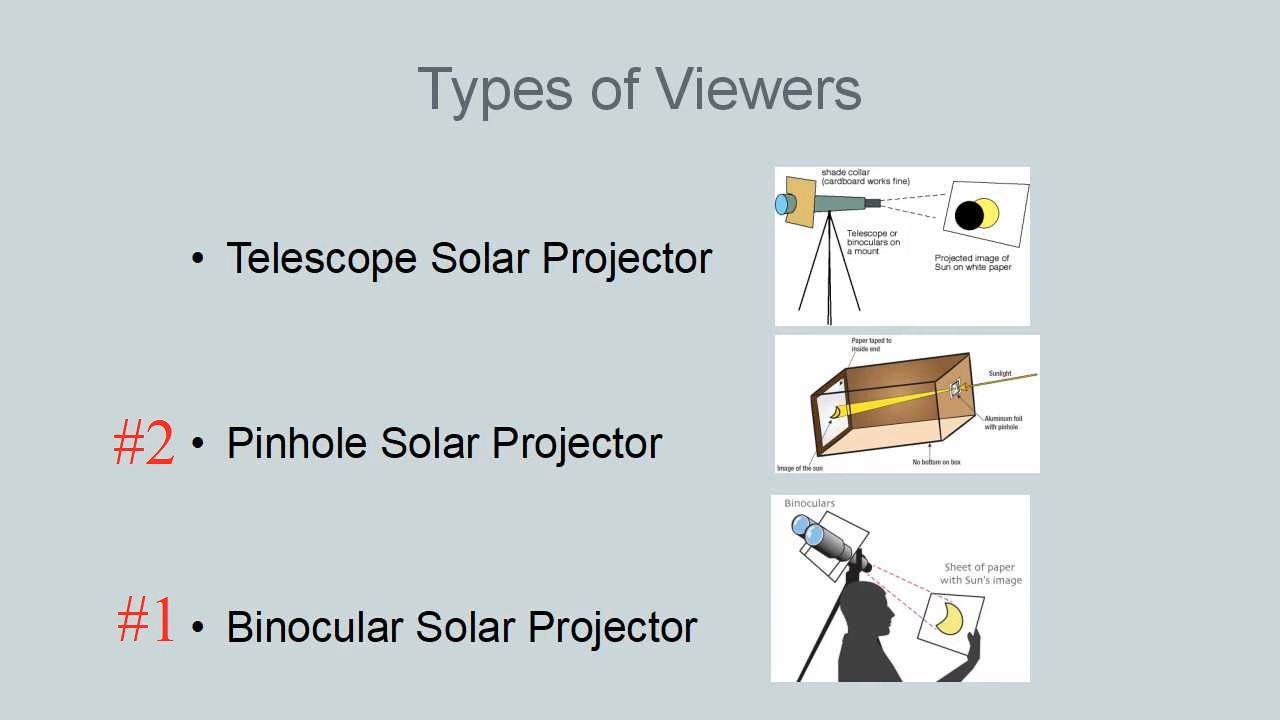 Types of Viewers
• Telescope Solar Projector
shade collar
(cardboard works fine)
Telescope or
binoculars on
a mount
Projected image of
Sun on white paper
#2 • Pinhole Solar Projector
Paper taped to
inside end
Sunlight
Aluminum foil
with pinhole
No bottom on box
Image of the sun
#1 • Binocular Solar Projector
Binoculars
Sheet of paper
with Sun's image